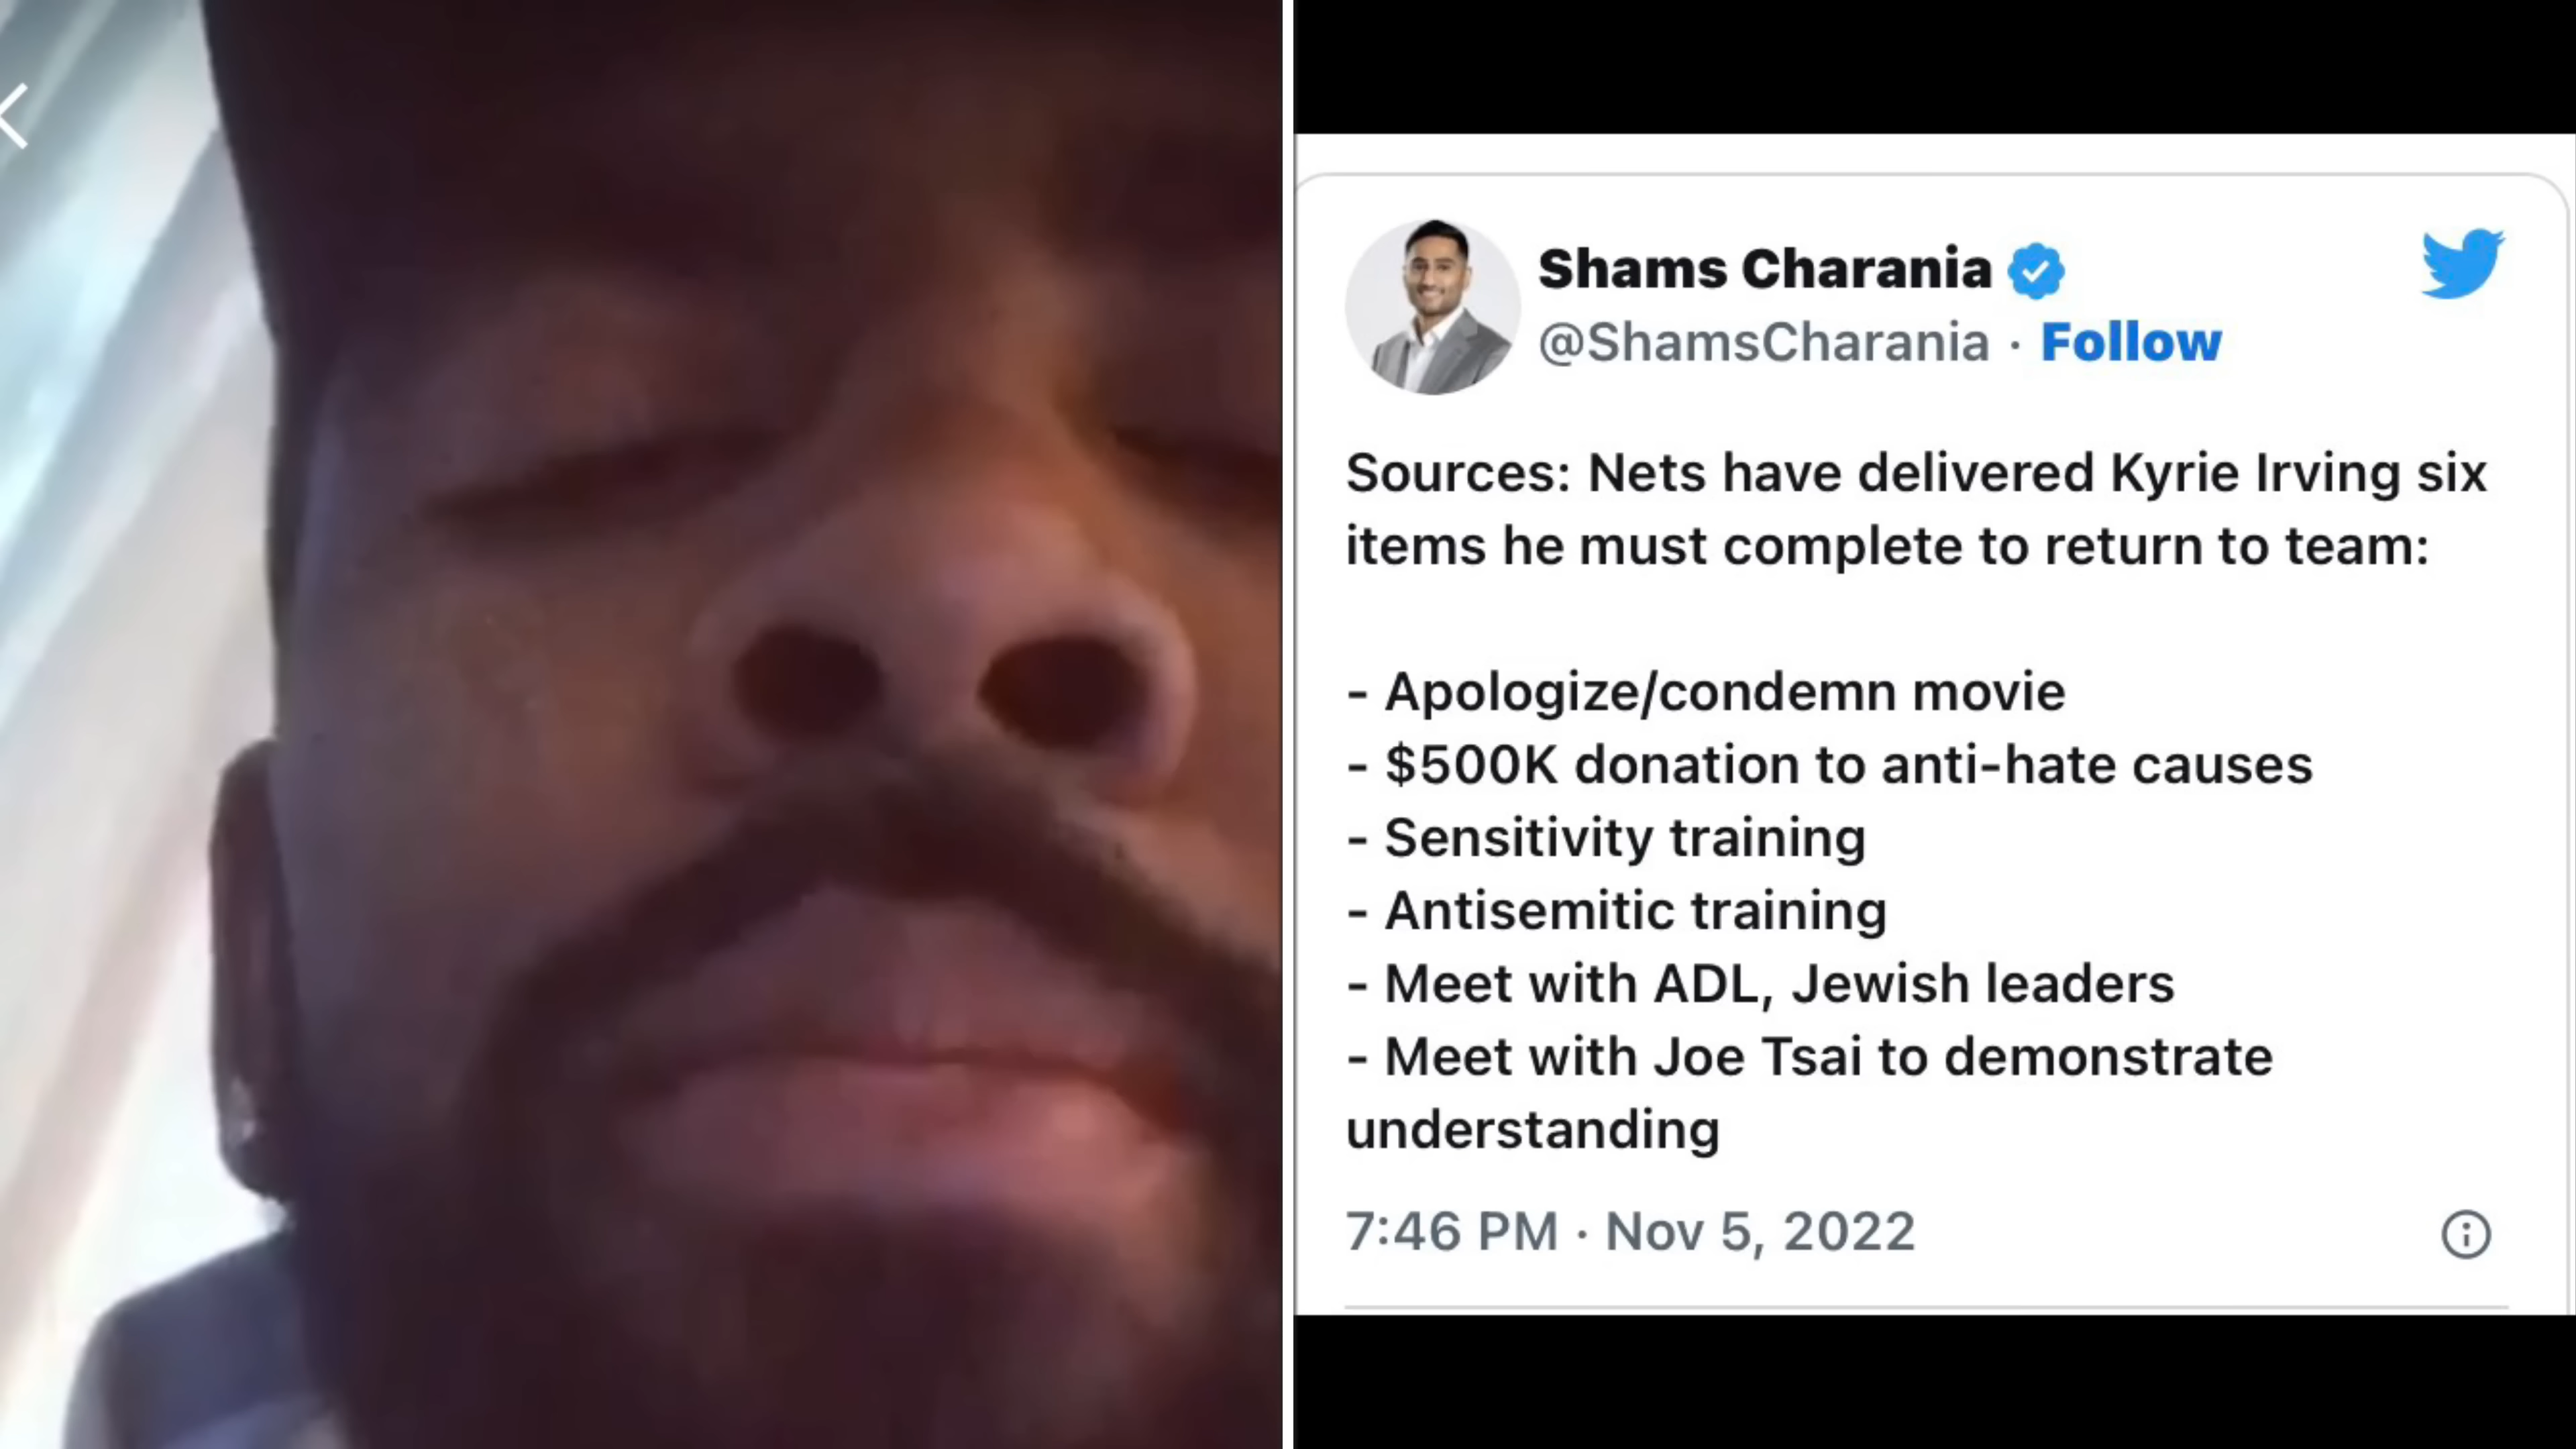 Shams Charania
@ShamsCharania · Follow
Sources: Nets have delivered Kyrie Irving six
items he must complete to return to team:
- Apologize/condemn movie
- $500K donation to anti-hate causes
- Sensitivity training
- Antisemitic training
- Meet with ADL, Jewish leaders
- Meet with Joe Tsai to demonstrate
understanding
7:46 PM · Nov 5, 2022